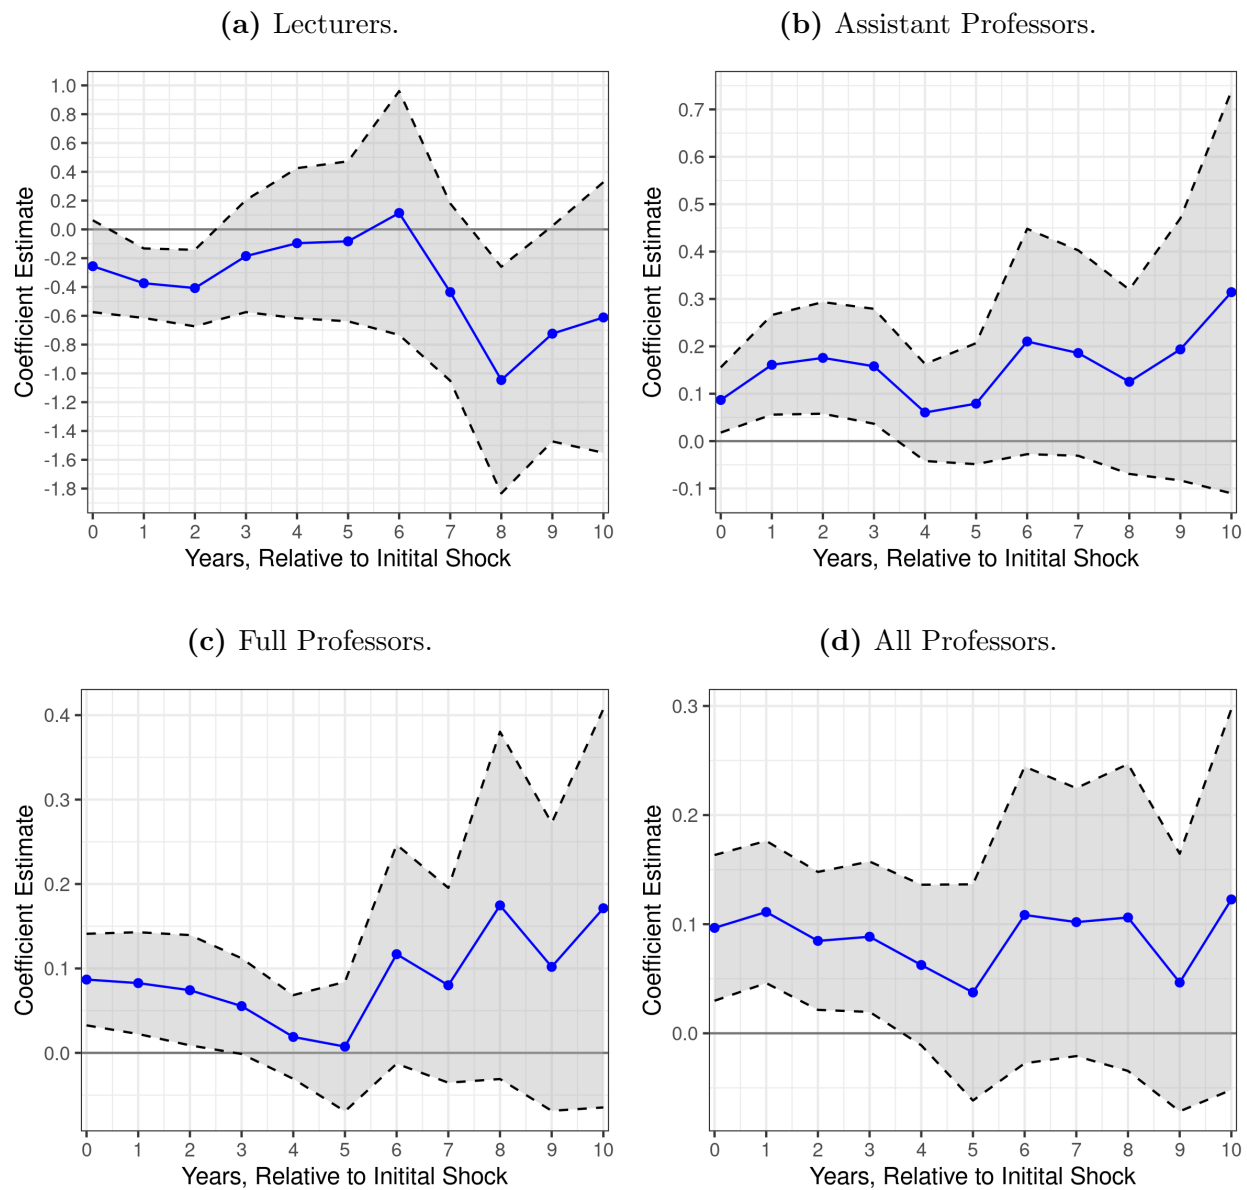 (a) Lecturers.
(b) Assistant Professors.
Coefficient Estimate
1.0
0.8
0.6
0.4
0.2
0.0
-0.2
-0.4
-0.6
-0.8
-1.0
-1.2
-1.4
-1.6
-1.8
0 1 2 3 4 5 6 7 8 9 10
Years, Relative to Initital Shock
Coefficient Estimate
0.7
0.6
0.5
0.4
0.3
0.2
0.1
0.0
-0.1
0 1 2 3 4 5 6 7 8 9 10
Years, Relative to Initital Shock
(c) Full Professors.
(d) All Professors.
Coefficient Estimate
0.4
0.3
0.2
0.1
0.0
0 1 2 3 4 5 6 7 8 9 10
Years, Relative to Initital Shock
Coefficient Estimate
0.3
0.2
0.1
0.0
0 1 2 3 4 5 6 7 8 9 10
Years, Relative to Initital Shock